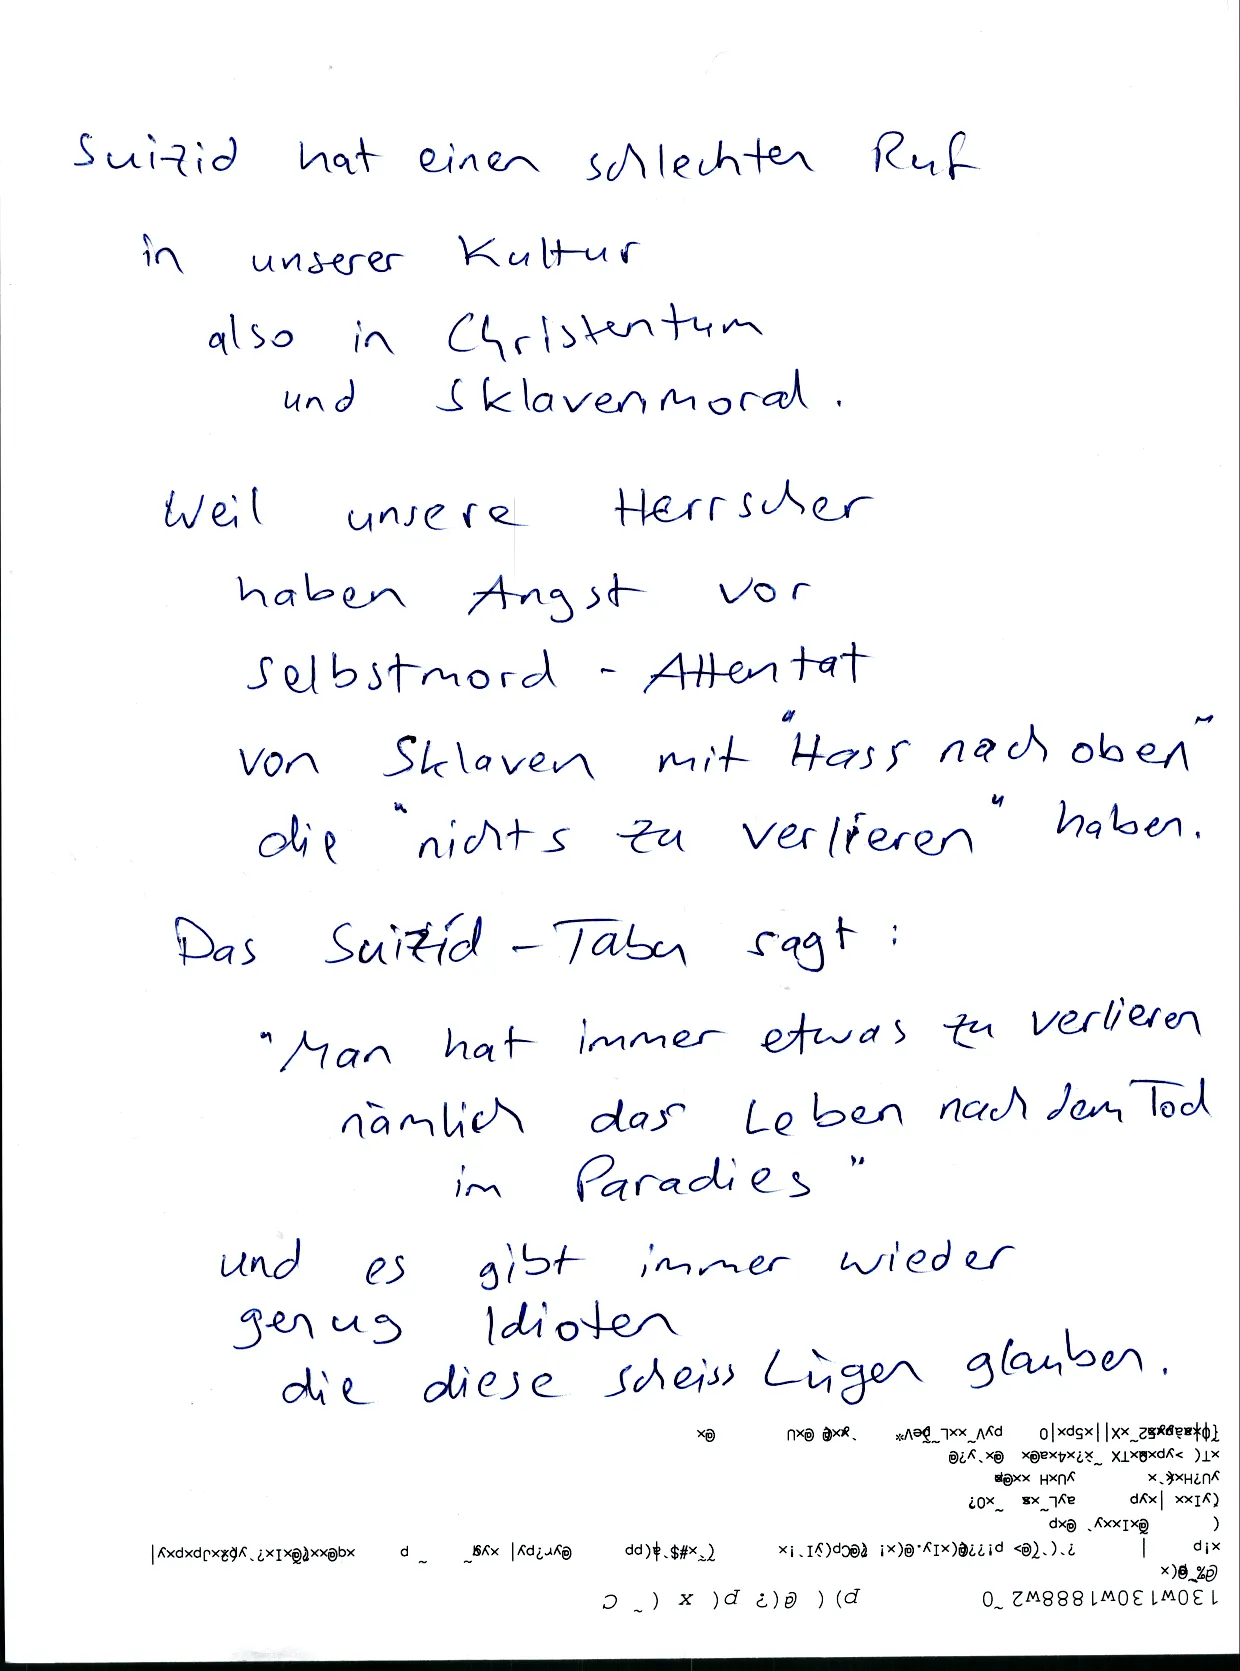 Suizid hat einen schlechten Ruf
in unserer Kultur
also in Christentum
und Sklavenmoral.
Weil unsere Herrscher
haben Angst vor
Selbstmord - Attentat
von Sklaven mit "Hass nach oben"
die "nichts zu verlieren" haben.
Das Suizid - Tabu sagt:
"Man hat immer etwas zu verlieren
nämlich das Leben nach dem Tod
im Paradies"
und es gibt immer wieder
genug Idioten
die diese scheiss Lügen glauben.